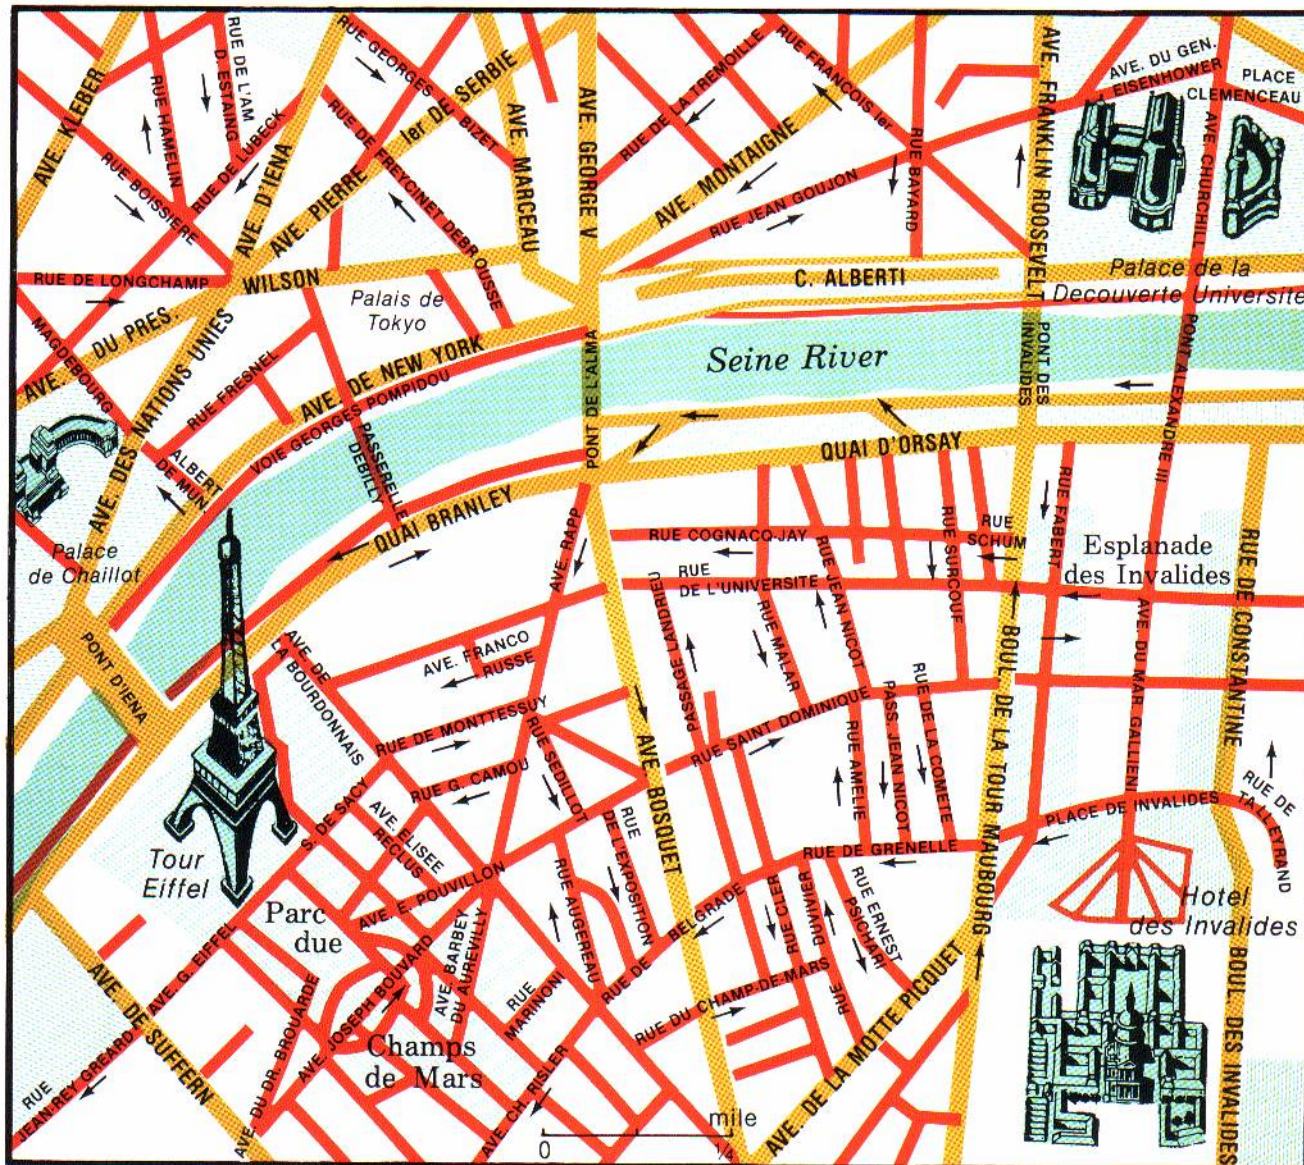 AVE. KLEBER
RUE HAMELIN
RUE DE L'AM
D. ESTAING
RUE DE LUBECK
RUE BOISSIERE
AVE. D'IENA
RUE GEORGES BIZET
AVE. PIERRE Ier DE SERBIE
RUE DE FREYCINET DEBROUSSE
AVE. MARCEAU
AVE. GEORGE V
RUE DE LA TREMOILLE
RUE FRANCOIS Ier
AVE. MONTAIGNE
RUE JEAN GOUJON
RUE BAYARD
AVE. FRANKLIN ROOSEVELT
AVE. DU GEN.
EISENHOWER
PLACE
CLEMENCEAU
AVE. CHURCHILL
RUE DE LONGCHAMP
WILSON
AVE. DU PRES.
MAGDEBOURG
AVE. DES NATIONS UNIES
RUE FRESNEL
Palais de
Tokyo
AVE. DE NEW YORK
VOIE GEORGES POMPIDOU
PASSERELLE
DEBILLY
ALBERT
DE MUN.
C. ALBERTI
Palace de la
Decouverte Universite
Seine River
PONT DE L'ALMA
PONT DES
INVALIDES
PONT ALEXANDRE III
Palace
de Chaillot
PONT D'IENA
QUAI BRANLEY
QUAI D'ORSAY
AVE. RAPP
RUE COGNACQ-JAY
RUE
DE L'UNIVERSITE
RUE JEAN NICOT
RUE SURCOUF
RUE
SCHUM
RUE FABERT
Esplanade
des Invalides
RUE DE CONSTANTINE
AVE. DE
LA BOURDONNAIS
AVE. FRANCO
RUSSE
PASSAGE LANDRIEU
RUE MALAR
RUE DE MONTTESSUY
RUE SEDILLOT
RUE G. CAMOU
RUE SAINT DOMINIQUE
PASS. JEAN NICOT
RUE DE LA COMETE
RUE AMELIE
BOUL. DE LA TOUR MAUBOURG
AVE. DU MAR. GALLIENI
AVE BOSQUET
S. DE SACY
AVE. ELISEE
RECLUS
AVE. E. POUVILLON
RUE
DE L'EXPOSITION
RUE AUGEREAU
PLACE DE INVALIDES
RUE DE
TALLEYRAND
RUE DE GRENELLE
Tour
Eiffel
Parc
due
AVE. BARBEY
DU AUREVILLY
RUE
MARINONI
RUE DE BELGRADE
RUE CLER
RUE DUVIVIER
RUE ERNEST
PSICHARI
RUE DU CHAMP-DE-MARS
Hotel
des Invalides
AVE. G. EIFFEL
AVE. JOSEPH BOUVARD
AVE. DU DR. BROUARDE
AVE. DE SUFFERN
RUE
JEAN-REY GREARD
Champs
de Mars
AVE. CH. RISLER
AVE. DE LA MOTTE PICQUET
BOUL. DES INVALIDES
mile
0
1/4